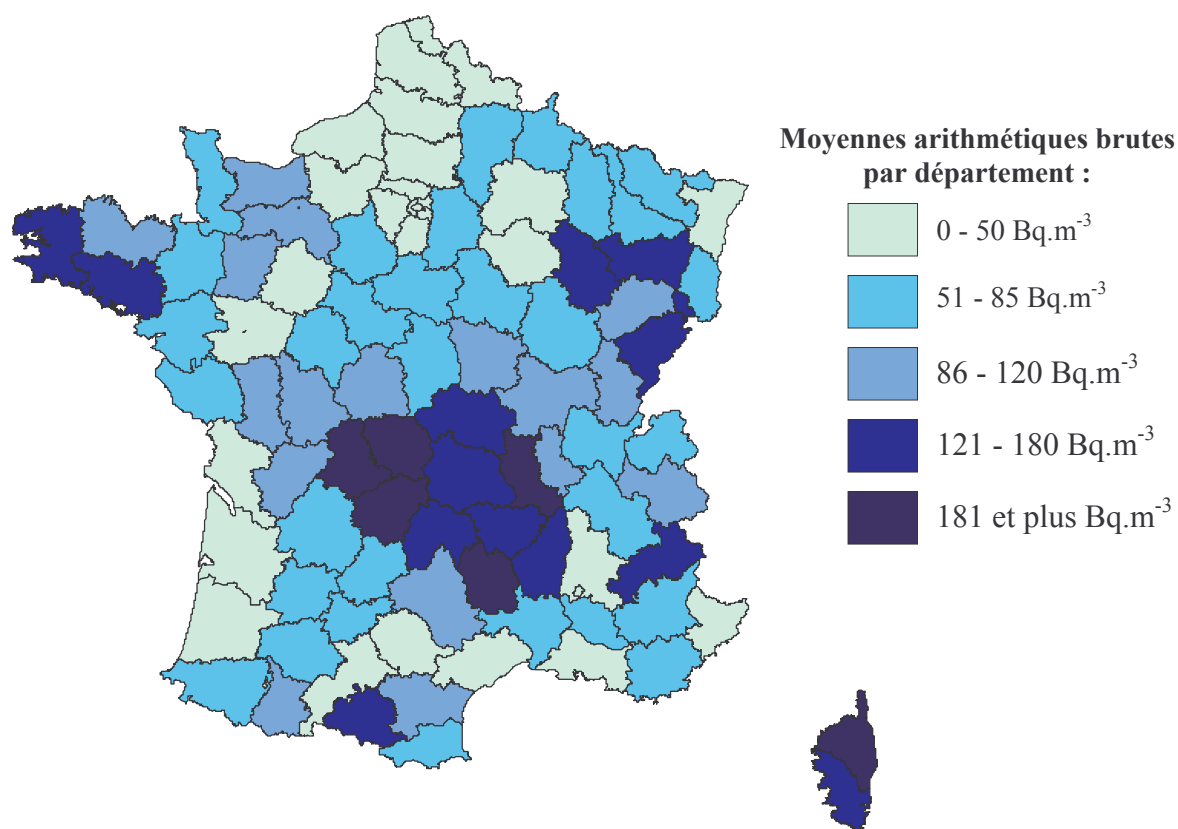 Moyennes arithmétiques brutes
par département :
0 - 50 Bq.m⁻³
51 - 85 Bq.m⁻³
86 - 120 Bq.m⁻³
121 - 180 Bq.m⁻³
181 et plus Bq.m⁻³